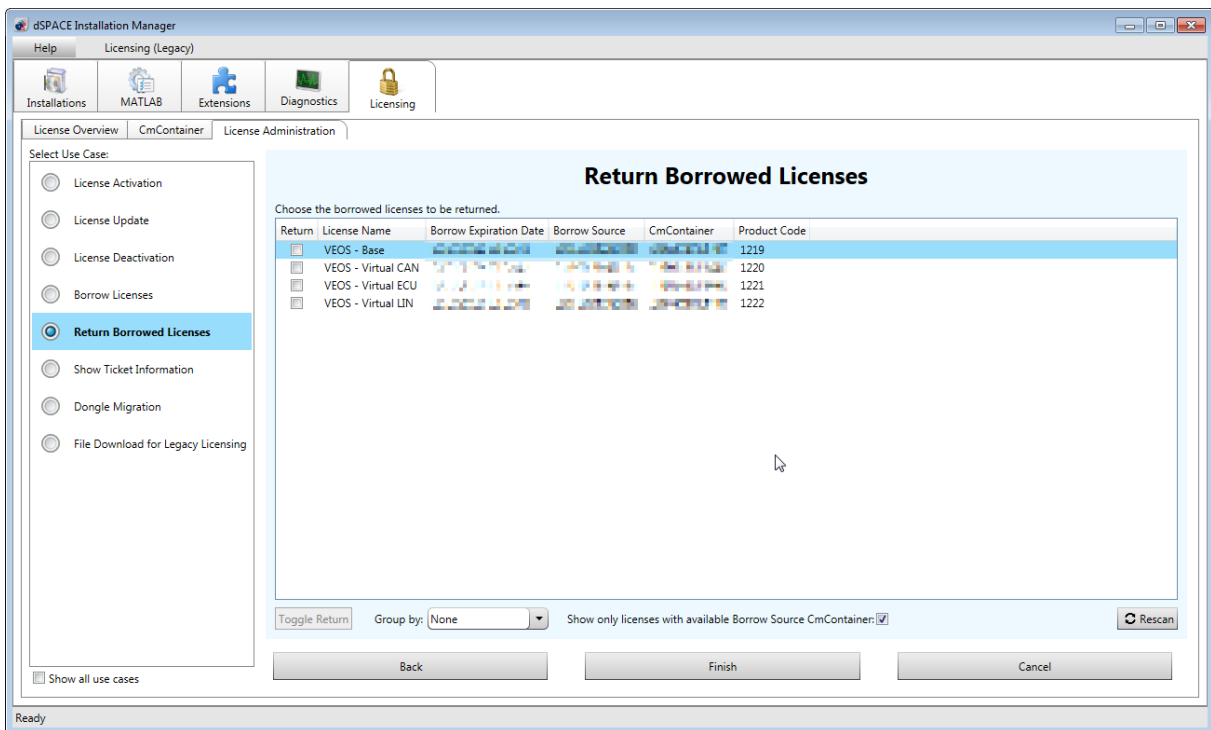 dSPACE Installation Manager
Help Licensing (Legacy)
Installations MATLAB Extensions Diagnostics Licensing
License Overview CmContainer License Administration
Select Use Case:
License Activation
License Update
License Deactivation
Borrow Licenses
Return Borrowed Licenses
Show Ticket Information
Dongle Migration
File Download for Legacy Licensing
Show all use cases
Return Borrowed Licenses
Choose the borrowed licenses to be returned.
Return License Name Borrow Expiration Date Borrow Source CmContainer Product Code
VEOS - Base 1219
VEOS - Virtual CAN 1220
VEOS - Virtual ECU 1221
VEOS - Virtual LIN 1222
Toggle Return Group by: None Show only licenses with available Borrow Source CmContainer: Rescan
Back Finish Cancel
Ready